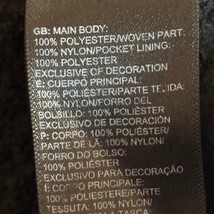 GB: MAIN BODY:
100% POLYESTER/WOVEN PART:
100% NYLON/POCKET LINING:
100% POLYESTER
EXCLUSIVE OF DECORATION
E: CUERPO PRINCIPAL:
100% POLIÉSTER/PARTE TEJIDA:
100% NYLON/FORRO DEL
BOLSILLO: 100% POLIÉSTER
EXCLUSIVO DE DECORACIÓN
P: CORPO: 100% POLIÉSTER/
PARTE DE LÃ: 100% NYLON/
FORRO DO BOLSO:
100% POLIÉSTER
EXCLUSIVO PARA DECORAÇÃO
I: CORPO PRINCIPALE:
100% POLIESTERE/PARTE
TESSUTA: 100% NYLON/
TASCA